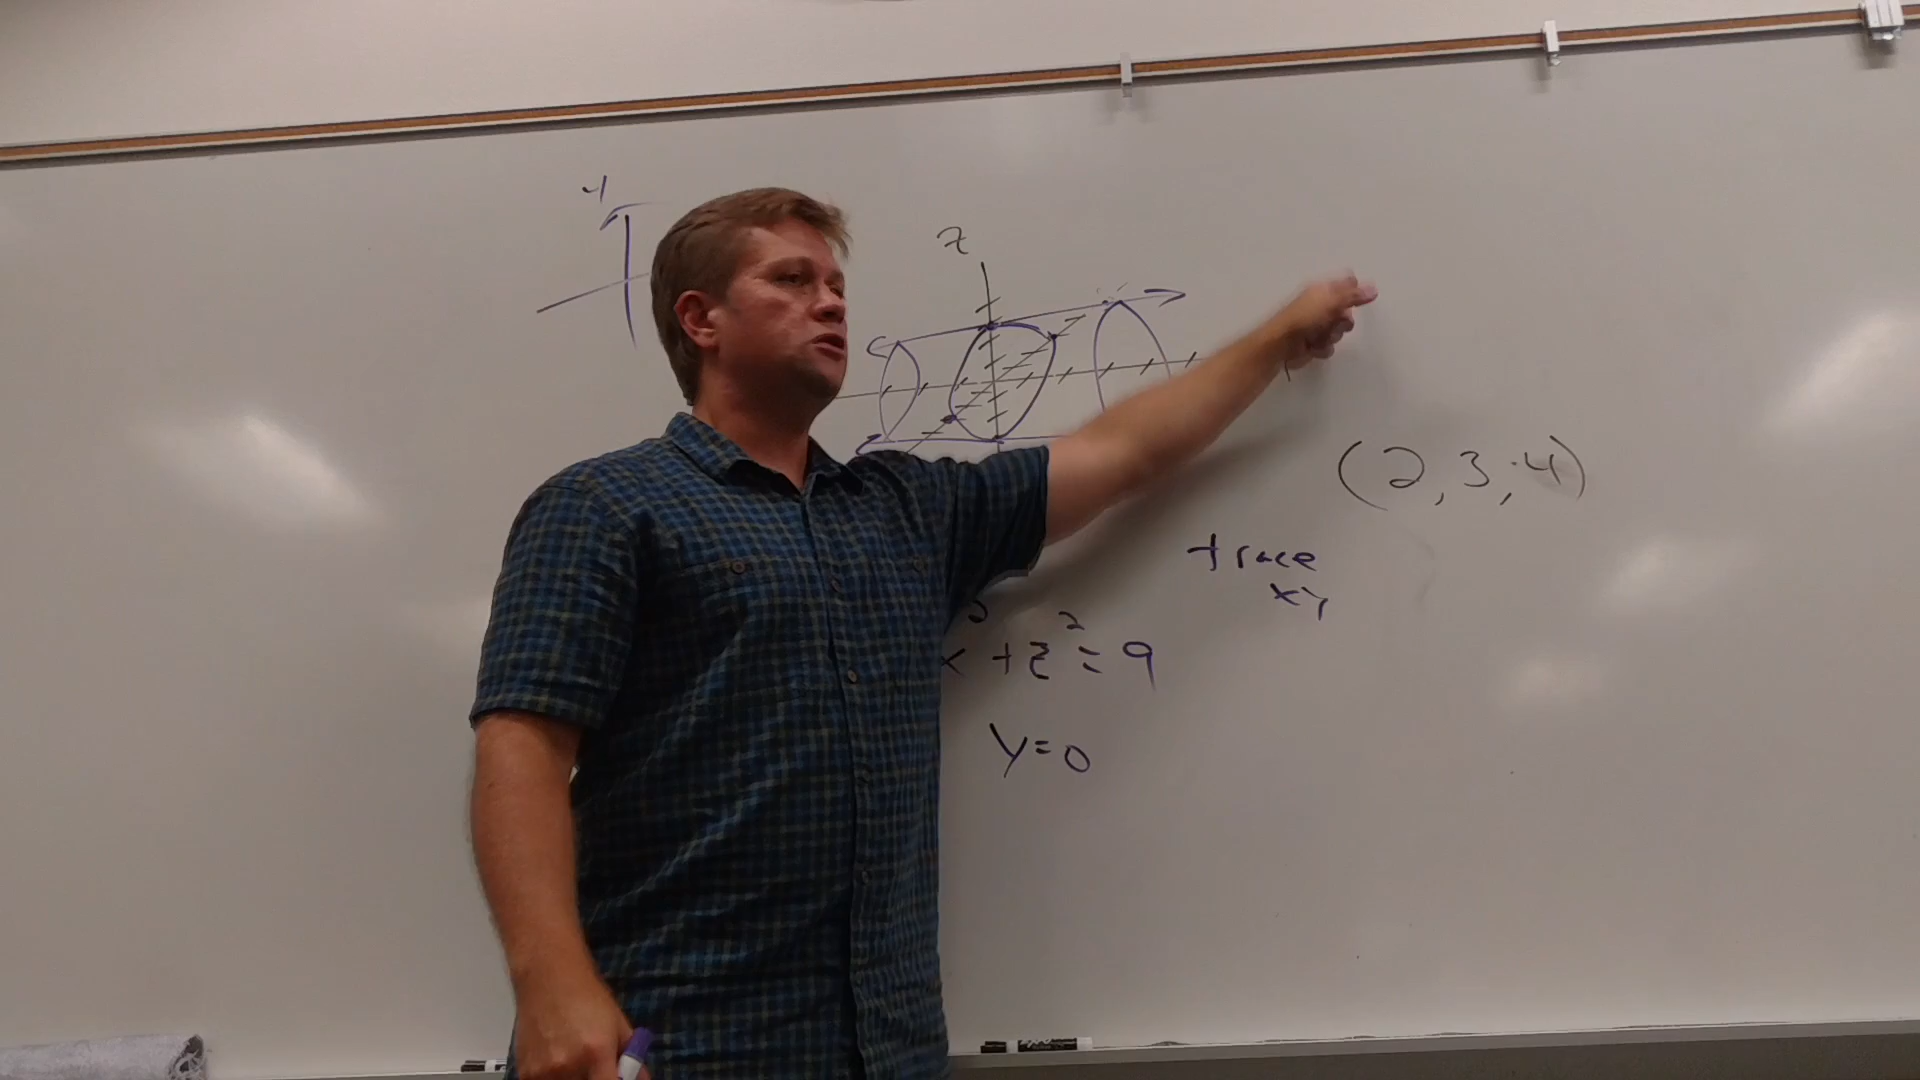 z
(2, 3, 4)
trace
xy
x² + z² = 9
y = 0